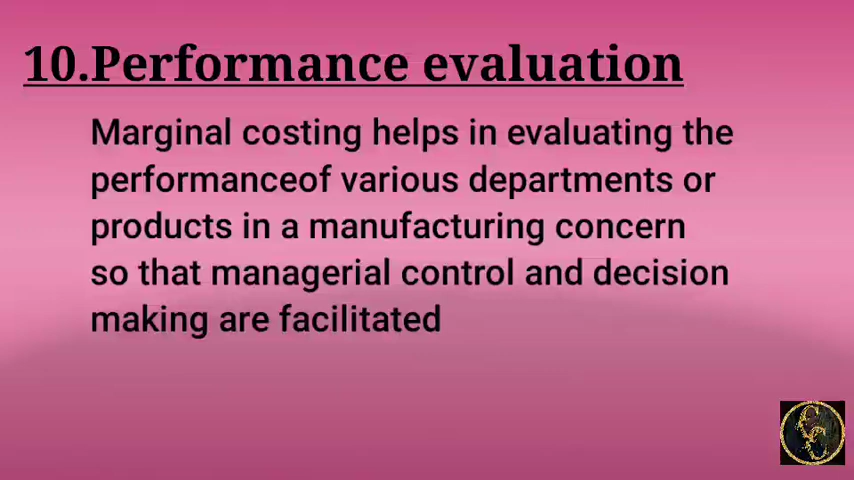 10.Performance evaluation
Marginal costing helps in evaluating the
performanceof various departments or
products in a manufacturing concern
so that managerial control and decision
making are facilitated